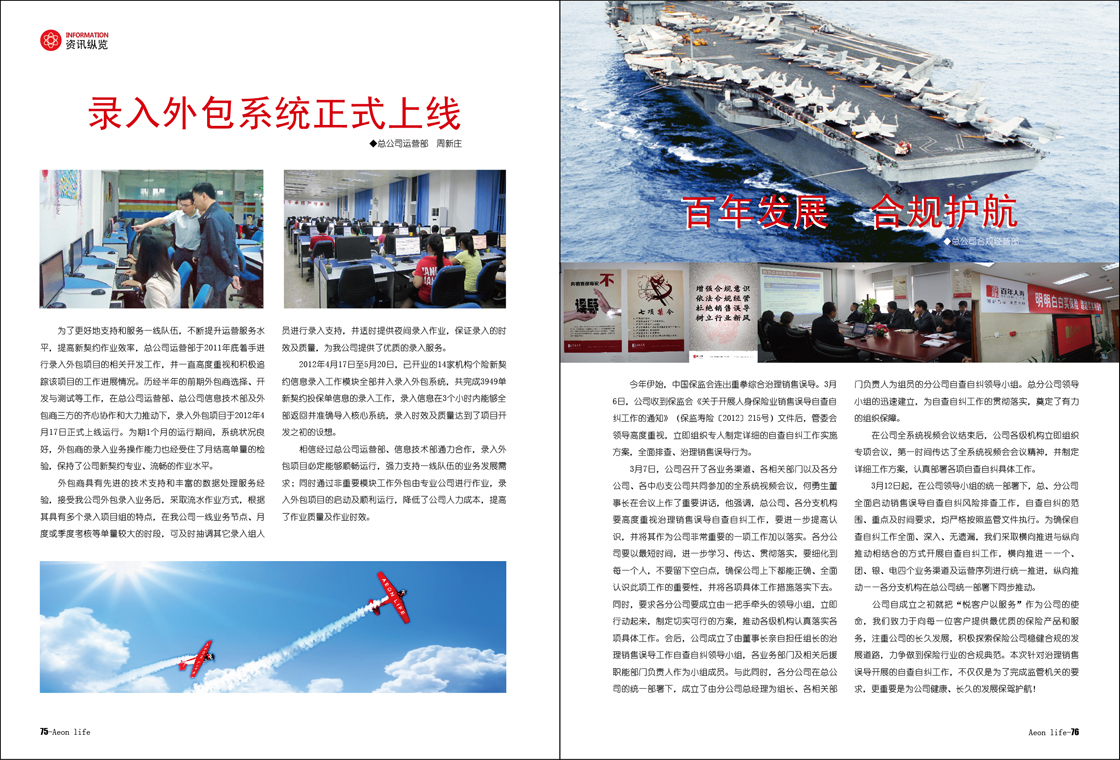 INFORMATION
资讯纵览
录入外包系统正式上线
◆总公司运营部 周新庄
为了更好地支持和服务一线队伍，不断提升运营服务水
平，提高新契约作业效率，总公司运营部于2011年底着手进
行录入外包项目的相关开发工作，并一直高度重视和积极追
踪该项目的工作进展情况。历经半年的前期外包商选择、开
发与测试等工作，在总公司运营部、总公司信息技术部及外
包商三方的齐心协作和大力推动下，录入外包项目于2012年4
月17日正式上线运行。为期1个月的运行期间，系统状况良
好，外包商的录入业务操作能力也经受住了月结高单量的检
验，保持了公司新契约专业、流畅的作业水平。
外包商具有先进的技术支持和丰富的数据处理服务经
验，接受我公司外包录入业务后，采取流水作业方式，根据
其具有多个录入项目组的特点，在我公司一线业务节点、月
度或季度考核等单量较大的时段，可及时抽调其它录入组人
员进行录入支持，并适时提供夜间录入作业，保证录入的时
效及质量，为我公司提供了优质的录入服务。
2012年4月17日至5月20日，已开业的14家机构个险新契
约信息录入工作模块全部并入录入外包系统，共完成3949单
新契约投保单信息的录入工作，录入信息在3个小时内能够全
部返回并准确导入核心系统，录入时效及质量达到了项目开
发之初的设想。
相信经过总公司运营部、信息技术部通力合作，录入外
包项目必定能够顺畅运行，强力支持一线队伍的业务发展需
求；同时通过非重要模块工作外包由专业公司进行作业，录
入外包项目的启动及顺利运行，降低了公司人力成本，提高
了作业质量及作业时效。
AEON LIFE
75-Aeon life
百年发展 合规护航
◆总公司合规经营部
不
误导
七项禁令
增强合规意识
依法合规经营
杜绝销售误导
树立行业新风
百年人寿
今年伊始，中国保监会连出重拳综合治理销售误导。3月
6日，公司收到保监会《关于开展人身保险业销售误导自查自
纠工作的通知》（保监寿险〔2012〕215号）文件后，管委会
领导高度重视，立即组织专人制定详细的自查自纠工作实施
方案，全面排查、治理销售误导行为。
3月7日，公司召开了各业务渠道、各相关部门以及各分
公司、各中心支公司共同参加的全系统视频会议，何勇生董
事长在会议上作了重要讲话，他强调，总公司、各分支机构
要高度重视治理销售误导自查自纠工作，要进一步提高认
识，并将其作为公司非常重要的一项工作加以落实。各分公
司要以最短时间，进一步学习、传达、贯彻落实，要细化到
每一个人，不要留下空白点，确保公司上下都能正确、全面
认识此项工作的重要性，并将各项具体工作措施落实下去。
同时，要求各分公司要成立由一把手牵头的领导小组，立即
行动起来，制定切实可行的方案，推动各级机构认真落实各
项具体工作。会后，公司成立了由董事长亲自担任组长的治
理销售误导工作自查自纠领导小组，各业务部门及相关后援
职能部门负责人作为小组成员。与此同时，各分公司在总公
司的统一部署下，成立了由分公司总经理为组长、各相关部
门负责人为组员的分公司自查自纠领导小组。总分公司领导
小组的迅速建立，为自查自纠工作的贯彻落实，奠定了有力
的组织保障。
在公司全系统视频会议结束后，公司各级机构立即组织
专项会议，第一时间传达了全系统视频会会议精神，并制定
详细工作方案，认真部署各项自查自纠具体工作。
3月12日起，在公司领导小组的统一部署下，总、分公司
全面启动销售误导自查自纠风险排查工作，自查自纠的范
围、重点及时间要求，均严格按照监管文件执行。为确保自
查自纠工作全面、深入、无遗漏，我们采取横向推进与纵向
推动相结合的方式开展自查自纠工作，横向推进——个、
团、银、电四个业务渠道及运营序列进行统一推进，纵向推
动——各分支机构在总公司统一部署下同步推动。
公司自成立之初就把“悦客户以服务”作为公司的使
命，我们致力于向每一位客户提供最优质的保险产品和服
务，注重公司的长久发展，积极探索保险公司稳健合规的发
展道路，力争做到保险行业的合规典范。本次针对治理销售
误导开展的自查自纠工作，不仅仅是为了完成监管机关的要
求，更重要是为公司健康、长久的发展保驾护航！
Aeon life-76